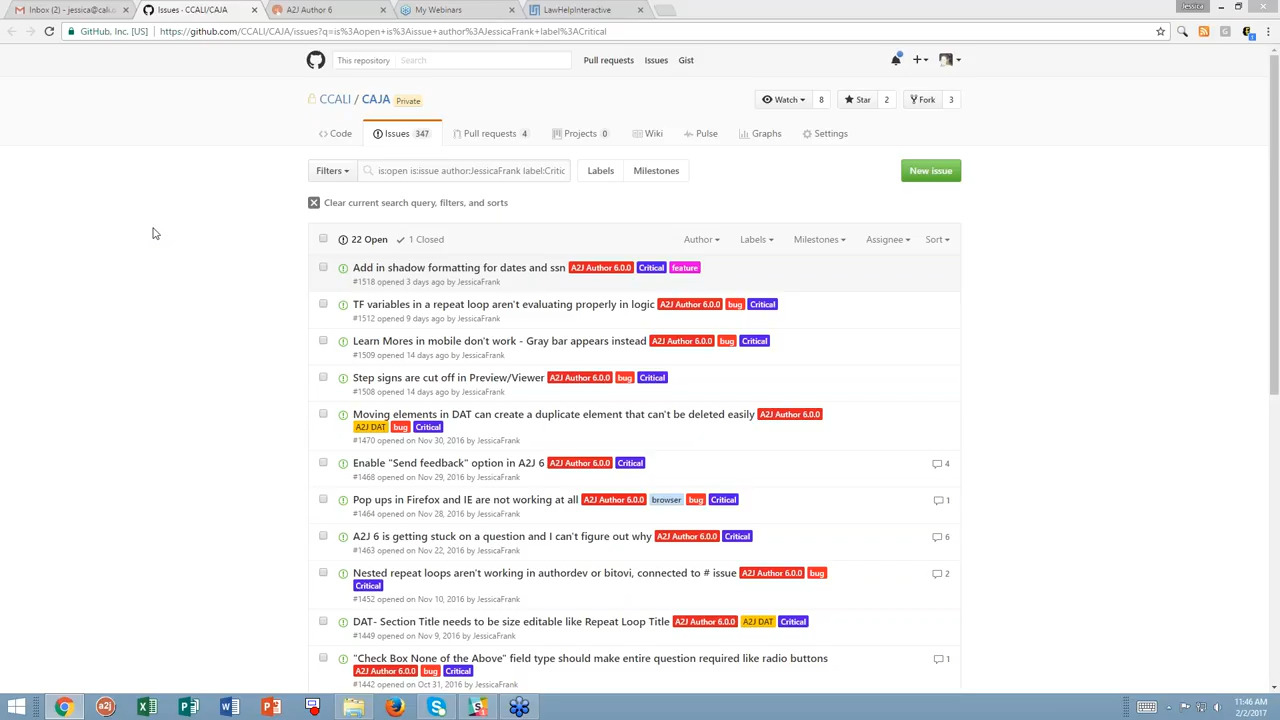 Inbox (2) - jessica@cali.
Issues · CCALI/CAJA
A2J Author 6
My Webinars
LawHelpInteractive
Jessica
GitHub, Inc. [US]
https://github.com/CCALI/CAJA/issues?q=is%3Aopen+is%3Aissue+author%3AJessicaFrank+label%3ACritical
This repository
Search
Pull requests
Issues
Gist
CCALI / CAJA Private
Watch 8
Star 2
Fork 3
Code
Issues 347
Pull requests 4
Projects 0
Wiki
Pulse
Graphs
Settings
Filters
is:open is:issue author:JessicaFrank label:Critic
Labels
Milestones
New issue
Clear current search query, filters, and sorts
22 Open
1 Closed
Author
Labels
Milestones
Assignee
Sort
Add in shadow formatting for dates and ssn A2J Author 6.0.0 Critical feature
#1518 opened 3 days ago by JessicaFrank
TF variables in a repeat loop aren't evaluating properly in logic A2J Author 6.0.0 bug Critical
#1512 opened 9 days ago by JessicaFrank
Learn Mores in mobile don't work - Gray bar appears instead A2J Author 6.0.0 bug Critical
#1509 opened 14 days ago by JessicaFrank
Step signs are cut off in Preview/Viewer A2J Author 6.0.0 bug Critical
#1508 opened 14 days ago by JessicaFrank
Moving elements in DAT can create a duplicate element that can't be deleted easily A2J Author 6.0.0
A2J DAT bug Critical
#1470 opened on Nov 30, 2016 by JessicaFrank
Enable "Send feedback" option in A2J 6 A2J Author 6.0.0 Critical
4
#1468 opened on Nov 29, 2016 by JessicaFrank
Pop ups in Firefox and IE are not working at all A2J Author 6.0.0 browser bug Critical
1
#1464 opened on Nov 28, 2016 by JessicaFrank
A2J 6 is getting stuck on a question and I can't figure out why A2J Author 6.0.0 Critical
6
#1463 opened on Nov 22, 2016 by JessicaFrank
Nested repeat loops aren't working in authordev or bitovi, connected to # issue A2J Author 6.0.0 bug
2
Critical
#1452 opened on Nov 10, 2016 by JessicaFrank
DAT- Section Title needs to be size editable like Repeat Loop Title A2J Author 6.0.0 A2J DAT Critical
#1449 opened on Nov 9, 2016 by JessicaFrank
"Check Box None of the Above" field type should make entire question required like radio buttons
1
A2J Author 6.0.0 bug Critical
#1442 opened on Oct 31, 2016 by JessicaFrank
11:46 AM
2/2/2017